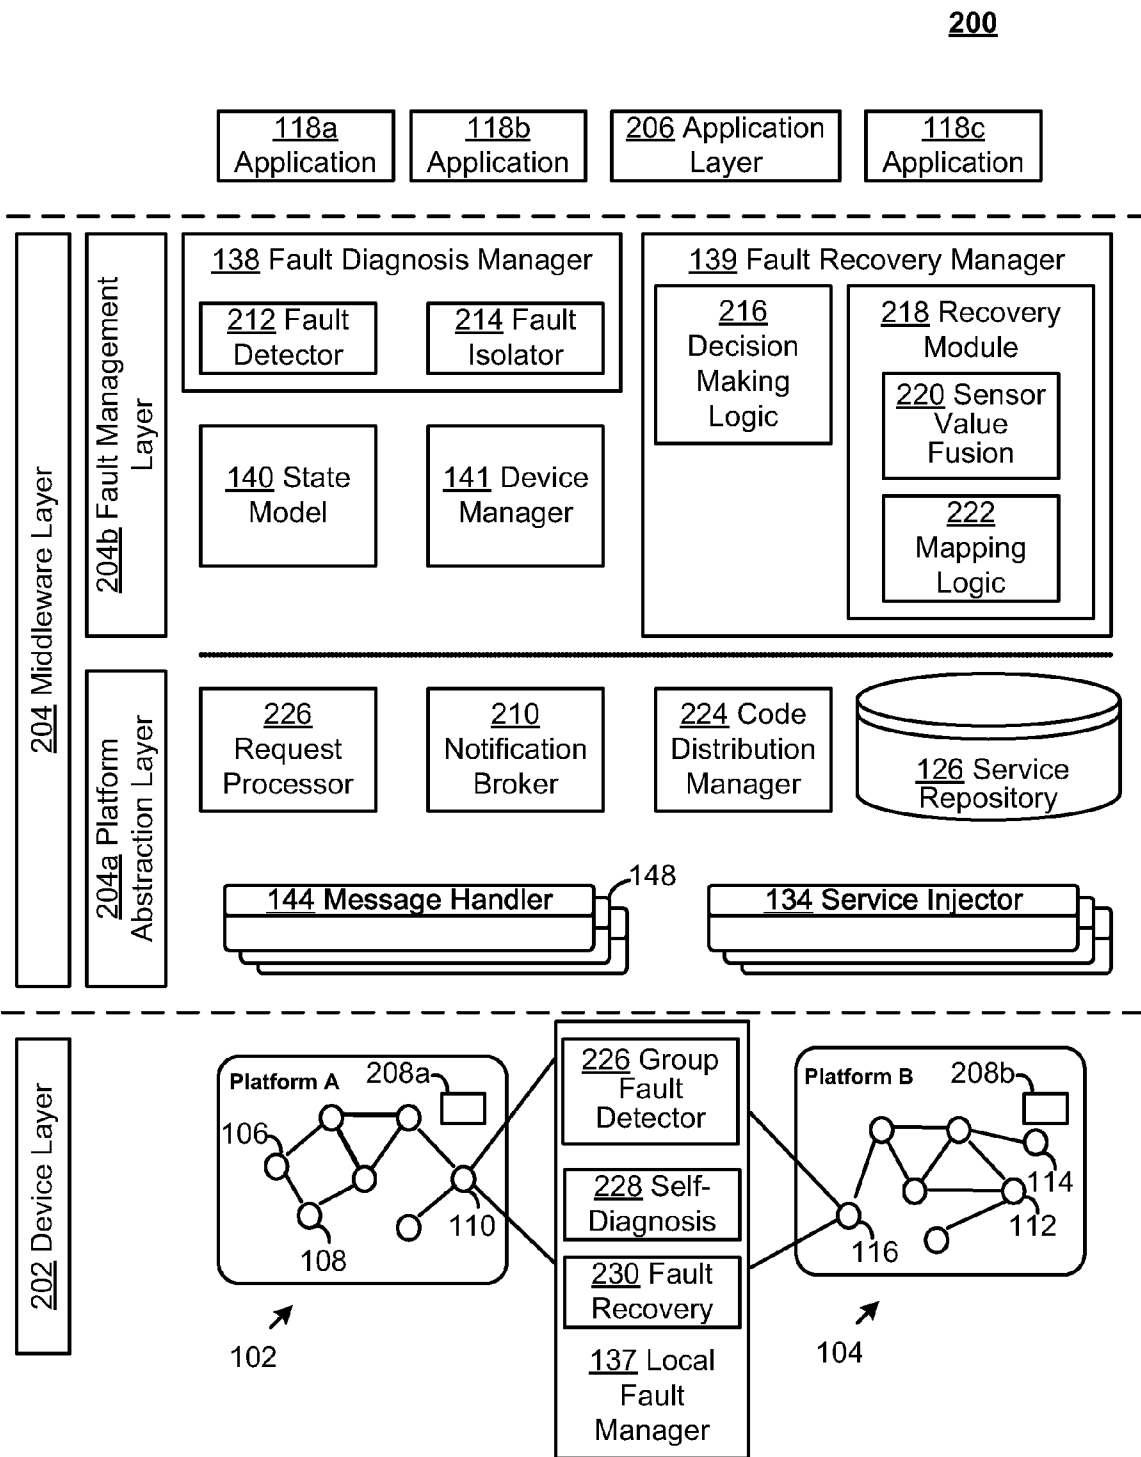 200
118a
Application
118b
Application
206 Application
Layer
118c
Application
204 Middleware Layer
204b Fault Management
Layer
138 Fault Diagnosis Manager
212 Fault
Detector
214 Fault
Isolator
140 State
Model
141 Device
Manager
139 Fault Recovery Manager
216
Decision
Making
Logic
218 Recovery
Module
220 Sensor
Value
Fusion
222
Mapping
Logic
204a Platform
Abstraction Layer
226
Request
Processor
210
Notification
Broker
224 Code
Distribution
Manager
126 Service
Repository
144 Message Handler
148
134 Service Injector
202 Device Layer
Platform A
208a
106
108
110
102
226 Group
Fault
Detector
228 Self-
Diagnosis
230 Fault
Recovery
137 Local
Fault
Manager
Platform B
208b
114
112
116
104